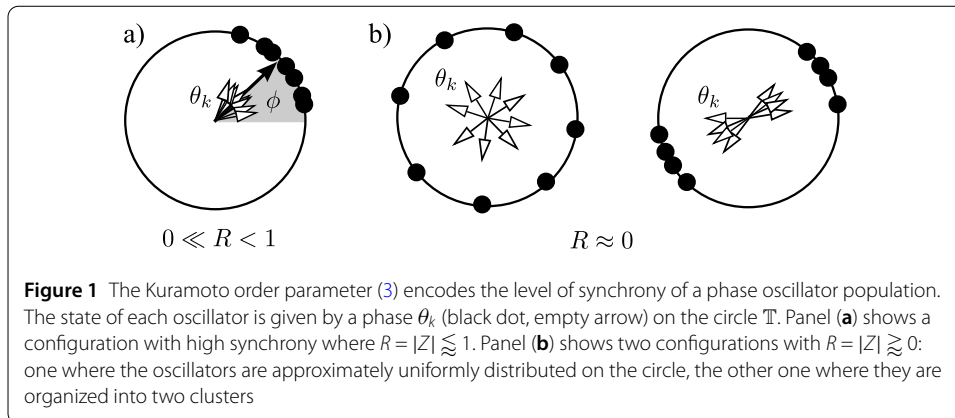 a)
b)
θₖ
ϕ
θₖ
θₖ
0 ≪ R < 1
R ≈ 0
Figure 1 The Kuramoto order parameter (3) encodes the level of synchrony of a phase oscillator population.
The state of each oscillator is given by a phase θₖ (black dot, empty arrow) on the circle 𝕋. Panel (a) shows a
configuration with high synchrony where R = |Z| ⪅ 1. Panel (b) shows two configurations with R = |Z| ⪆ 0:
one where the oscillators are approximately uniformly distributed on the circle, the other one where they are
organized into two clusters